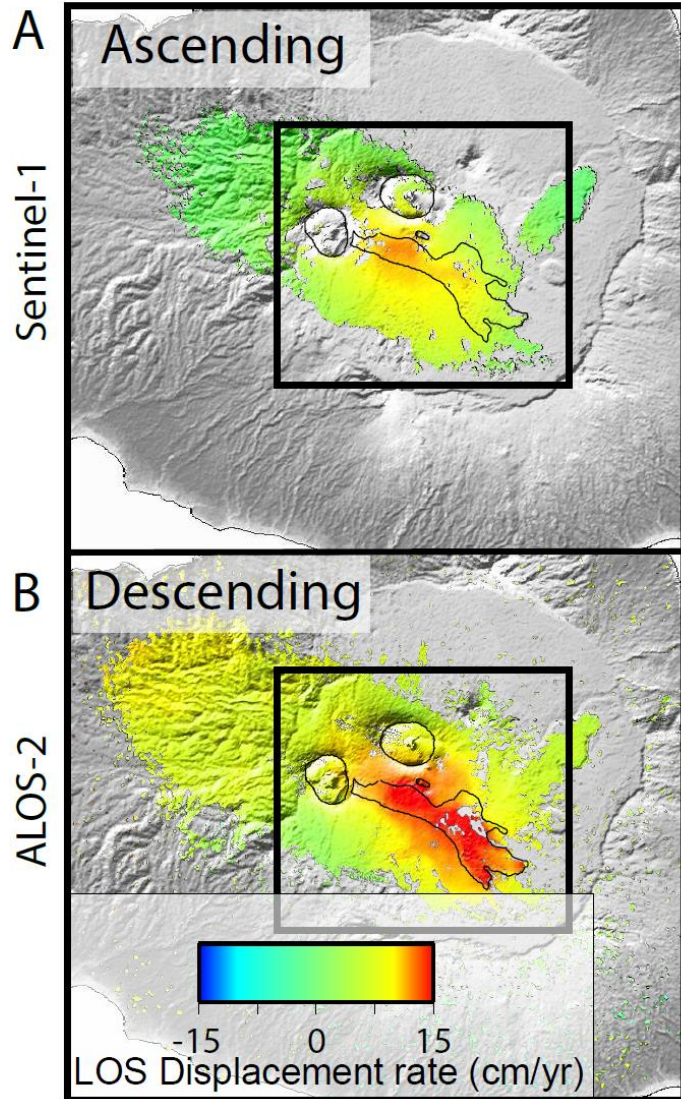 A
Ascending
Sentinel-1
B
Descending
ALOS-2
-15 0 15
LOS Displacement rate (cm/yr)